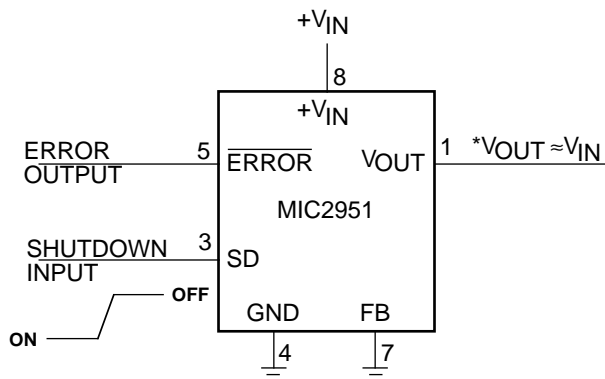 +VIN
8
+VIN
ERROR
OUTPUT
5
ERROR
VOUT
1
*VOUT ≈VIN
MIC2951
SHUTDOWN
INPUT
3
SD
OFF
ON
GND
FB
4
7